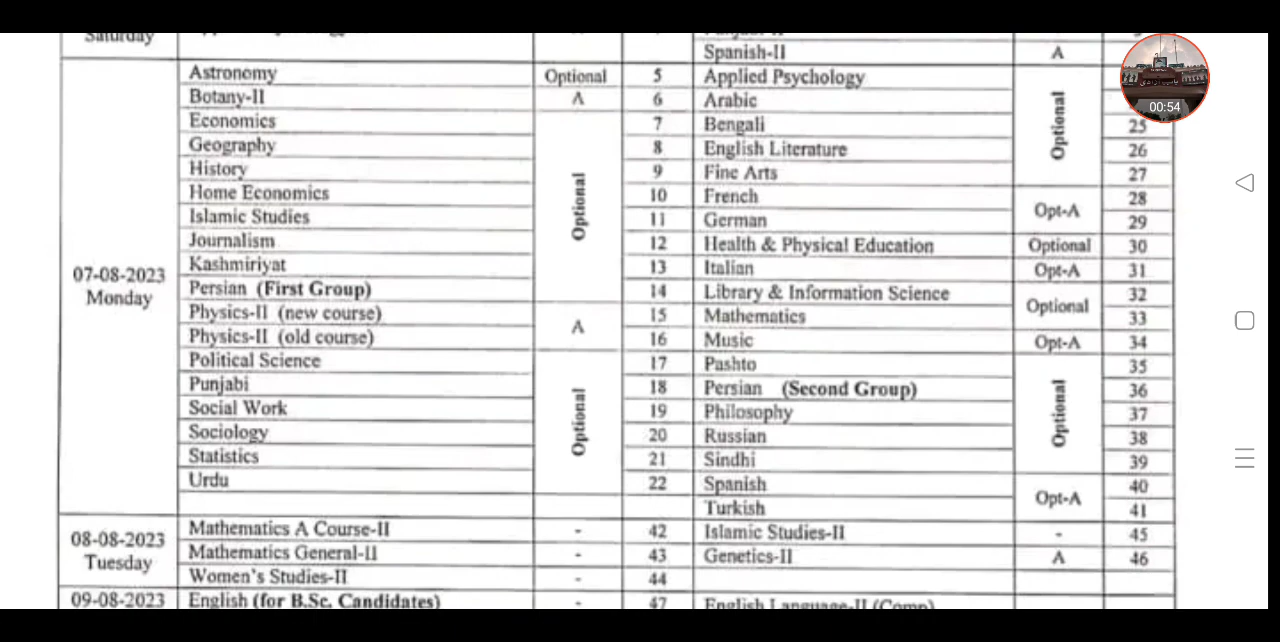 Saturday
Spanish-II A
Astronomy Optional 5 Applied Psychology
Botany-II A 6 Arabic
Economics 7 Bengali 25
Geography 8 English Literature 26
History 9 Fine Arts 27
Optional
Home Economics 10 French 28
Islamic Studies Optional 11 German Opt-A 29
Journalism 12 Health & Physical Education Optional 30
Kashmiriyat 13 Italian Opt-A 31
07-08-2023
Monday
Persian (First Group) 14 Library & Information Science 32
Physics-II (new course) 15 Mathematics Optional 33
A
Physics-II (old course) 16 Music Opt-A 34
Political Science 17 Pashto 35
Punjabi 18 Persian (Second Group) 36
Social Work Optional 19 Philosophy Optional 37
Sociology 20 Russian 38
Statistics 21 Sindhi 39
Urdu 22 Spanish 40
Turkish Opt-A 41
08-08-2023
Tuesday
Mathematics A Course-II - 42 Islamic Studies-II - 45
Mathematics General-II - 43 Genetics-II A 46
Women's Studies-II - 44
09-08-2023 English (for B.Sc. Candidates) - 47 English Language-II (Comp)
00:54